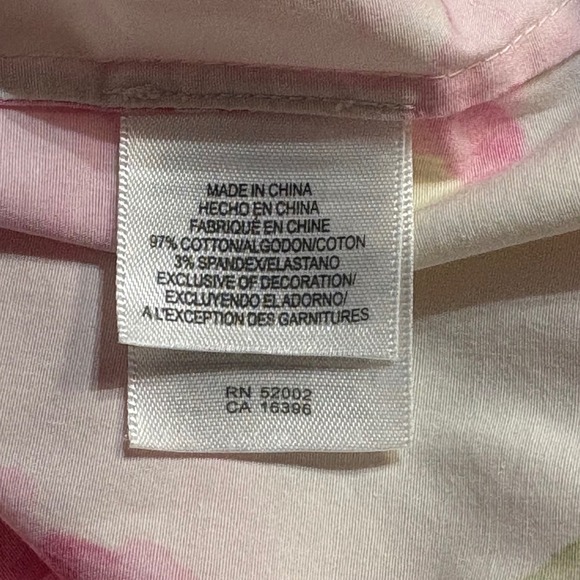 MADE IN CHINA
HECHO EN CHINA
FABRIQUÉ EN CHINE
97% COTTON/ALGODON/COTON
3% SPANDEX/ELASTANO
EXCLUSIVE OF DECORATION/
EXCLUYENDO EL ADORNO/
A L'EXCEPTION DES GARNITURES
RN 52002
CA 16396